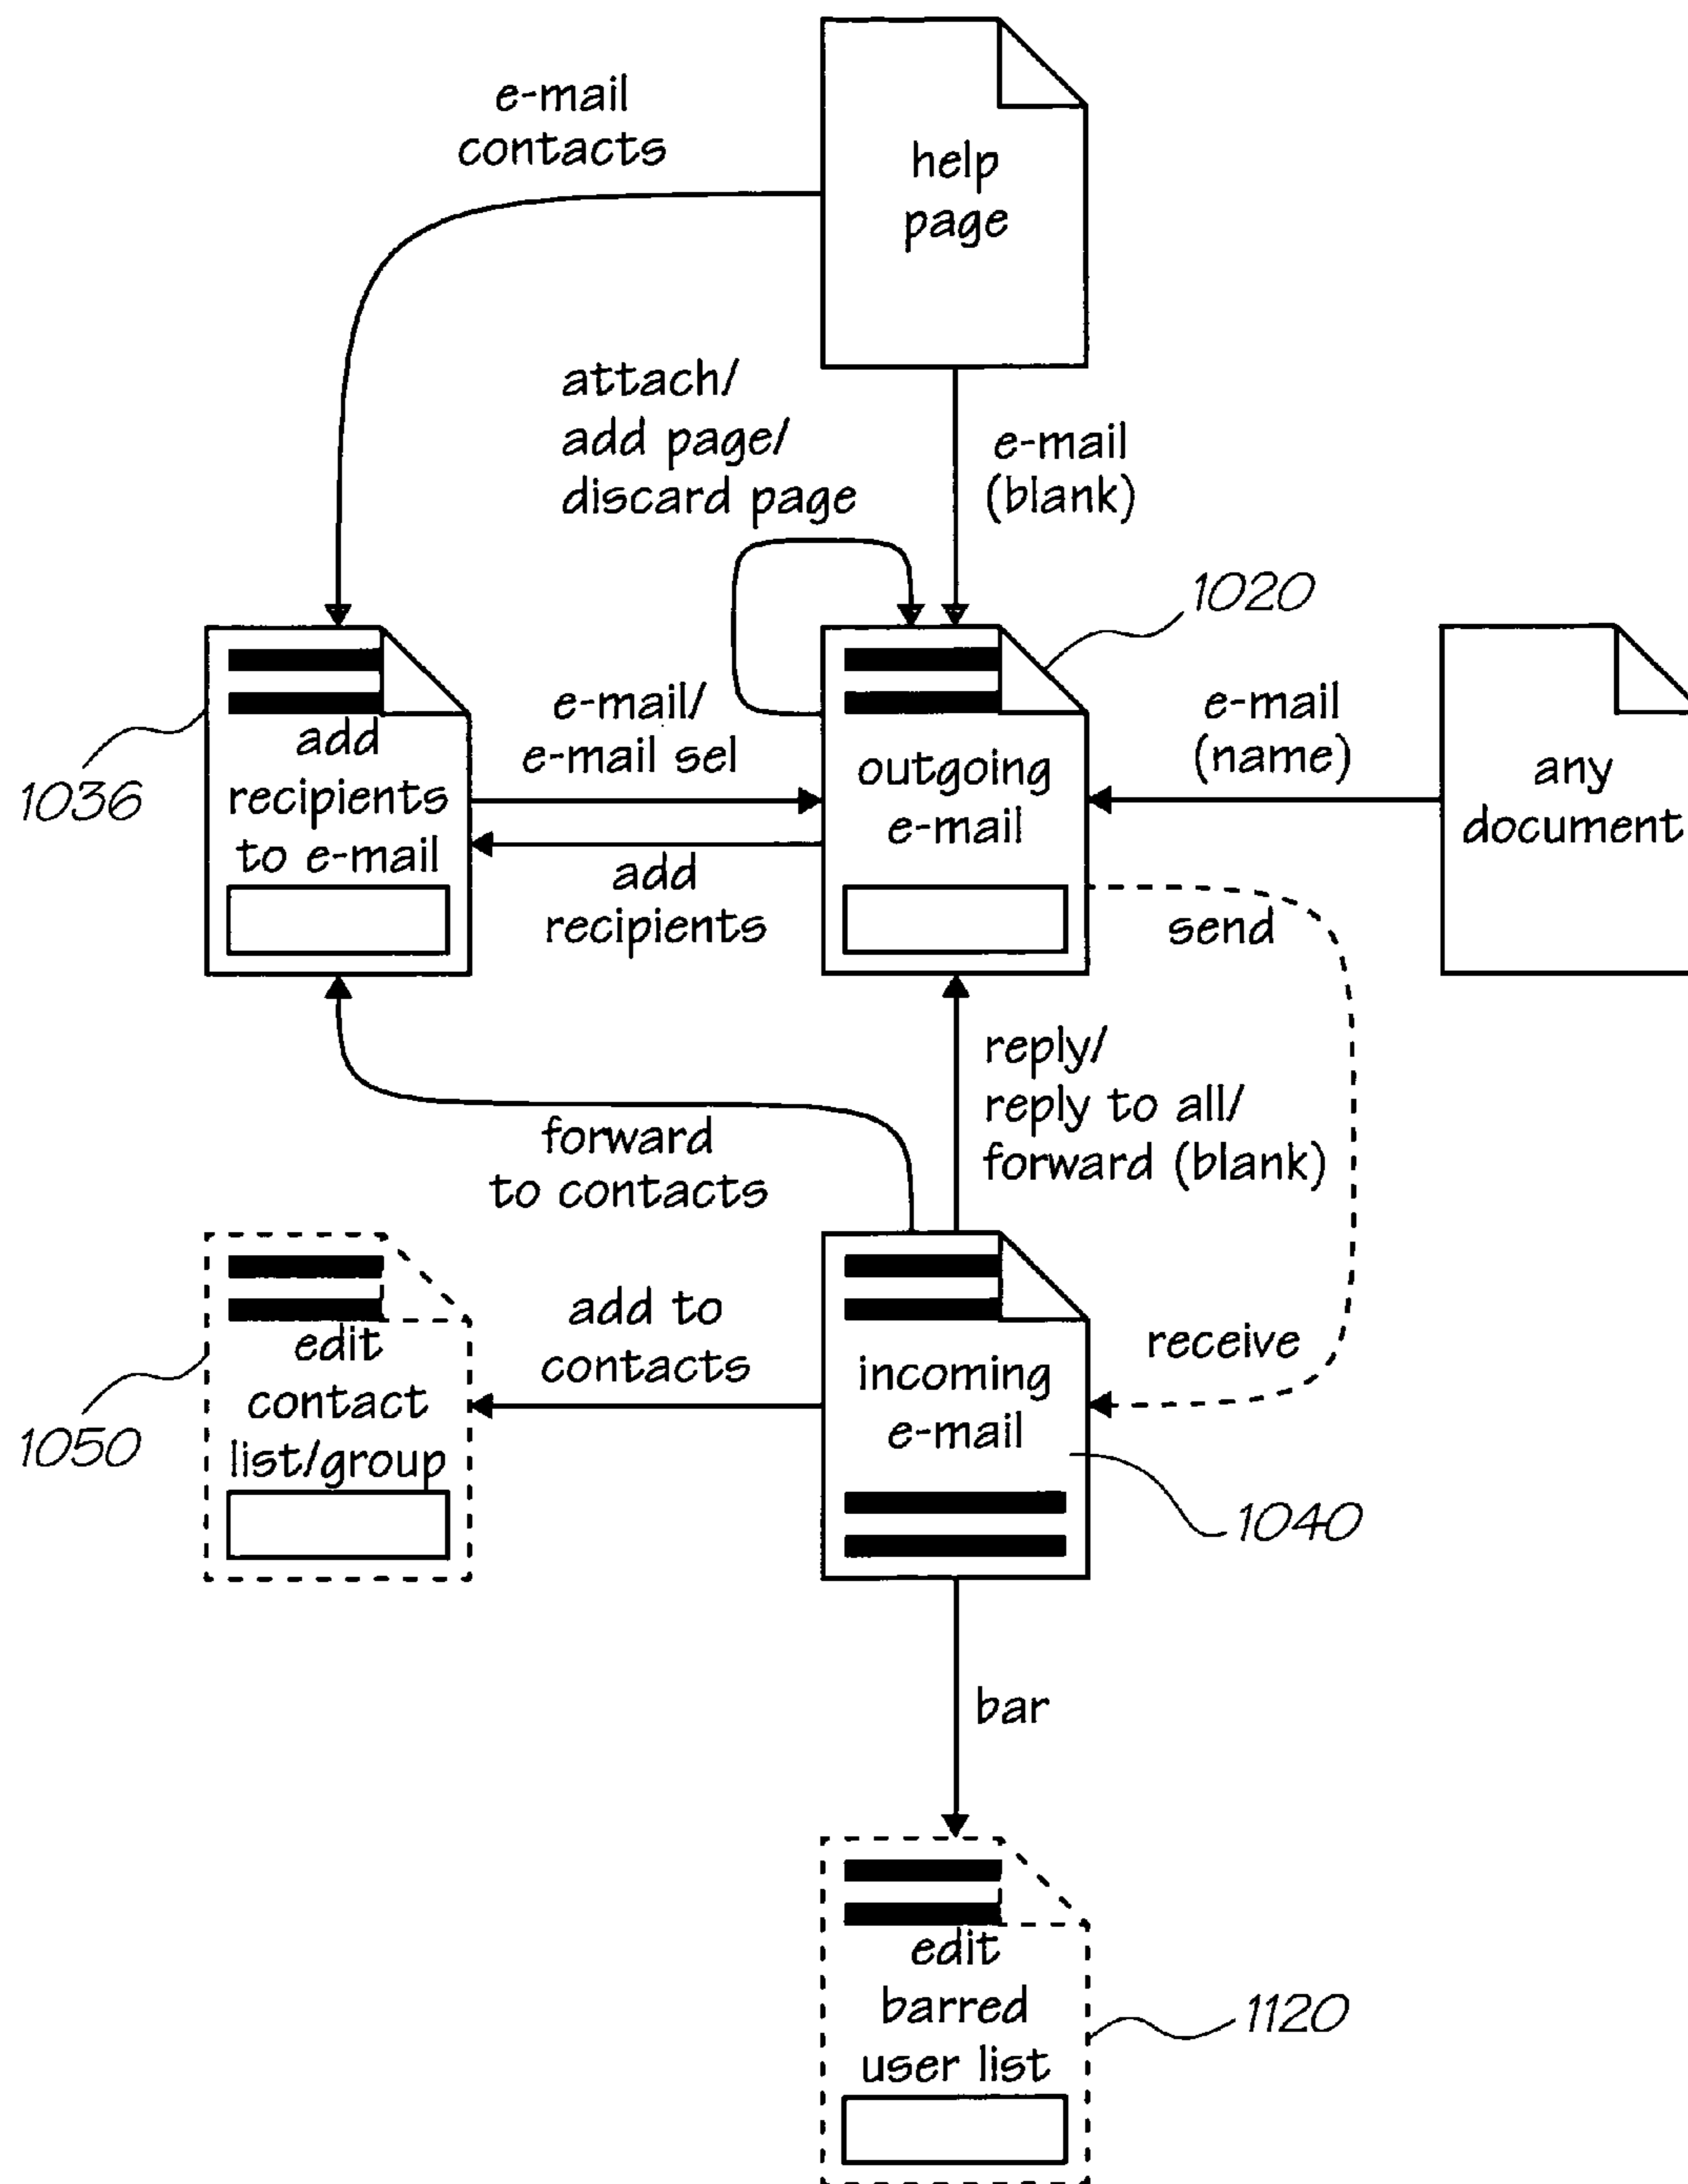 e-mail
contacts
help
page
attach/
add page/
discard page
e-mail
(blank)
1020
add
recipients
to e-mail
1036
e-mail/
e-mail sel
add
recipients
outgoing
e-mail
e-mail
(name)
any
document
send
reply/
reply to all/
forward (blank)
forward
to contacts
edit
contact
list/group
1050
add to
contacts
incoming
e-mail
receive
1040
bar
edit
barred
user list
1120